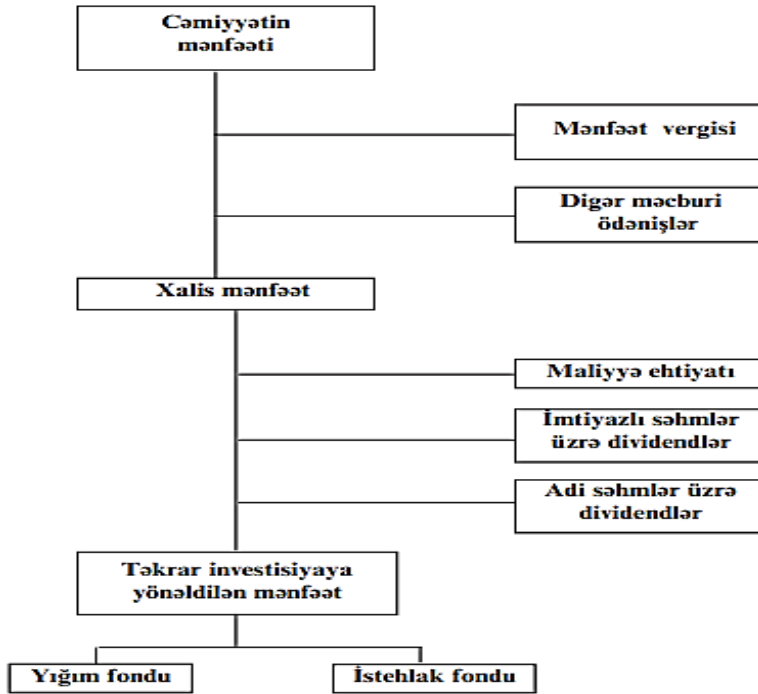 Cəmiyyətin
mənfəəti
Mənfəət vergisi
Digər məcburi
ödənişlər
Xalis mənfəət
Maliyyə ehtiyatı
İmtiyazlı səhmlər
üzrə dividendlər
Adi səhmlər üzrə
dividendlər
Təkrar investisiyaya
yönəldilən mənfəət
Yığım fondu
İstehlak fondu